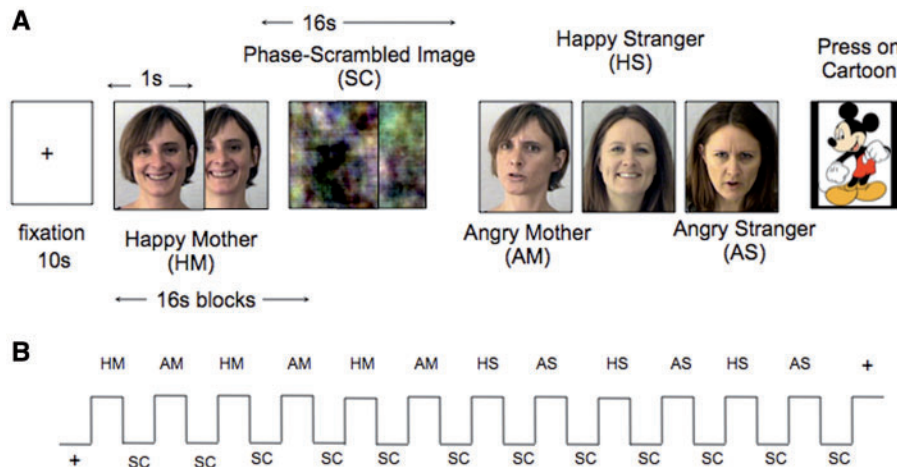 A
16s
Phase-Scrambled Image
(SC)
Happy Stranger
(HS)
Press on
Cartoon
1s
+
fixation
10s
Happy Mother
(HM)
Angry Mother
(AM)
Angry Stranger
(AS)
16s blocks
B
HM AM HM AM HM AM HS AS HS AS HS AS +
+ SC SC SC SC SC SC SC SC SC SC SC SC